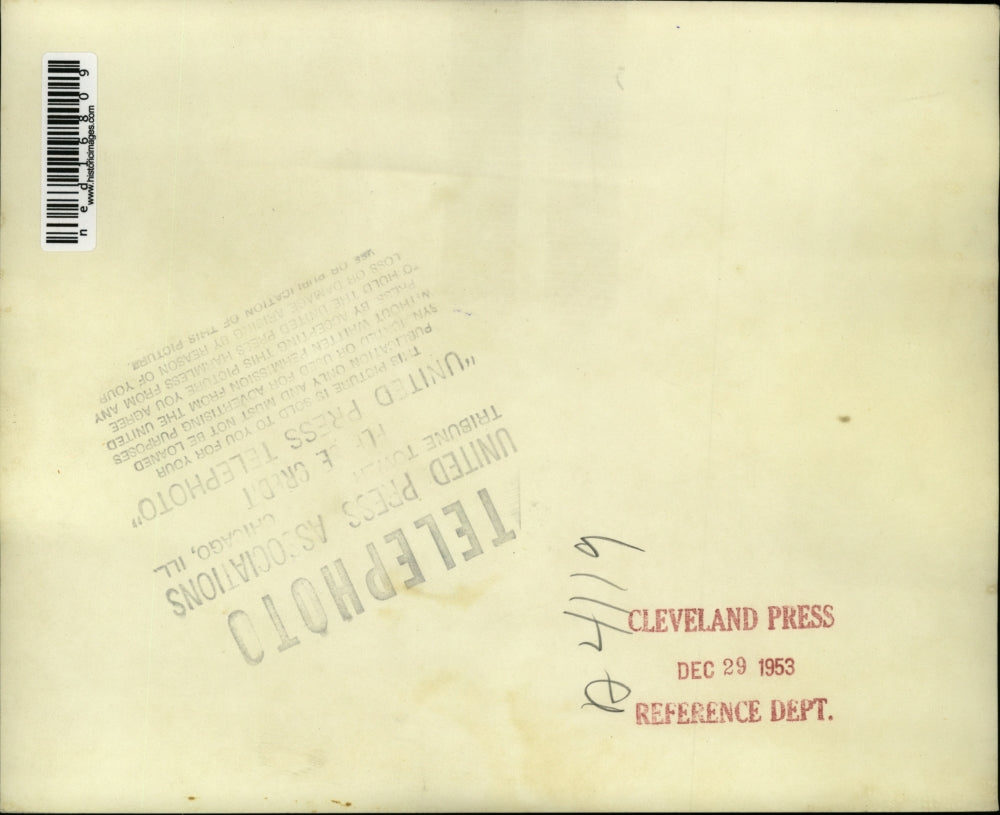 ned16809
www.historicimages.com
TELEPHOTO
UNITED PRESS ASSOCIATIONS
TRIBUNE TOWER CHICAGO, ILL.
CREDIT
"UNITED PRESS TELEPHOTO"
THIS PICTURE IS SOLD TO YOU FOR YOUR
PUBLICATION ONLY AND MUST NOT BE LOANED
OR USED FOR ADVERTISING PURPOSES
WITHOUT WRITTEN PERMISSION FROM THE UNITED
PRESS. BY ACCEPTING THIS PICTURE YOU AGREE
TO HOLD THE UNITED PRESS HARMLESS FROM ANY
LOSS OR DAMAGE ARISING BY REASON OF YOUR
USE OR PUBLICATION OF THIS PICTURE.
4119
CLEVELAND PRESS
DEC 29 1953
REFERENCE DEPT.